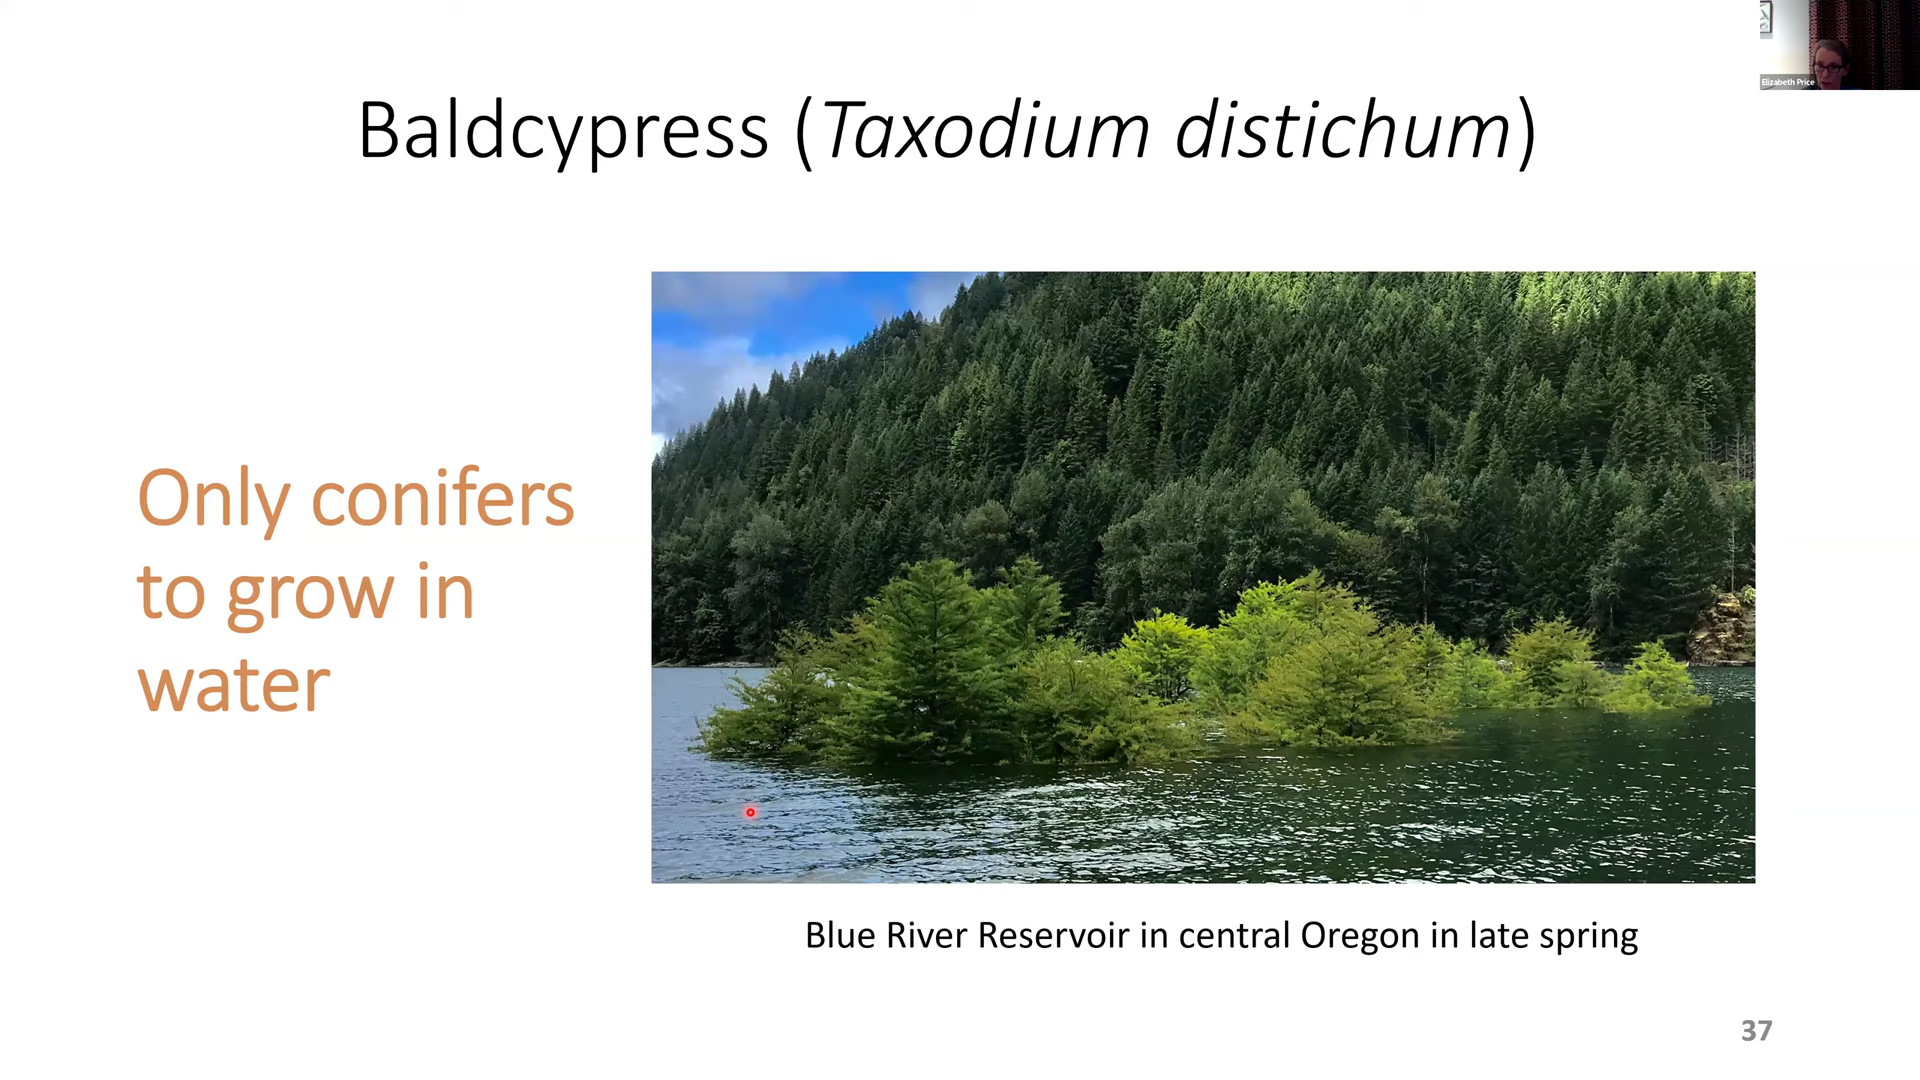 Elizabeth Price
Baldcypress (Taxodium distichum)
Only conifers
to grow in
water
Blue River Reservoir in central Oregon in late spring
37